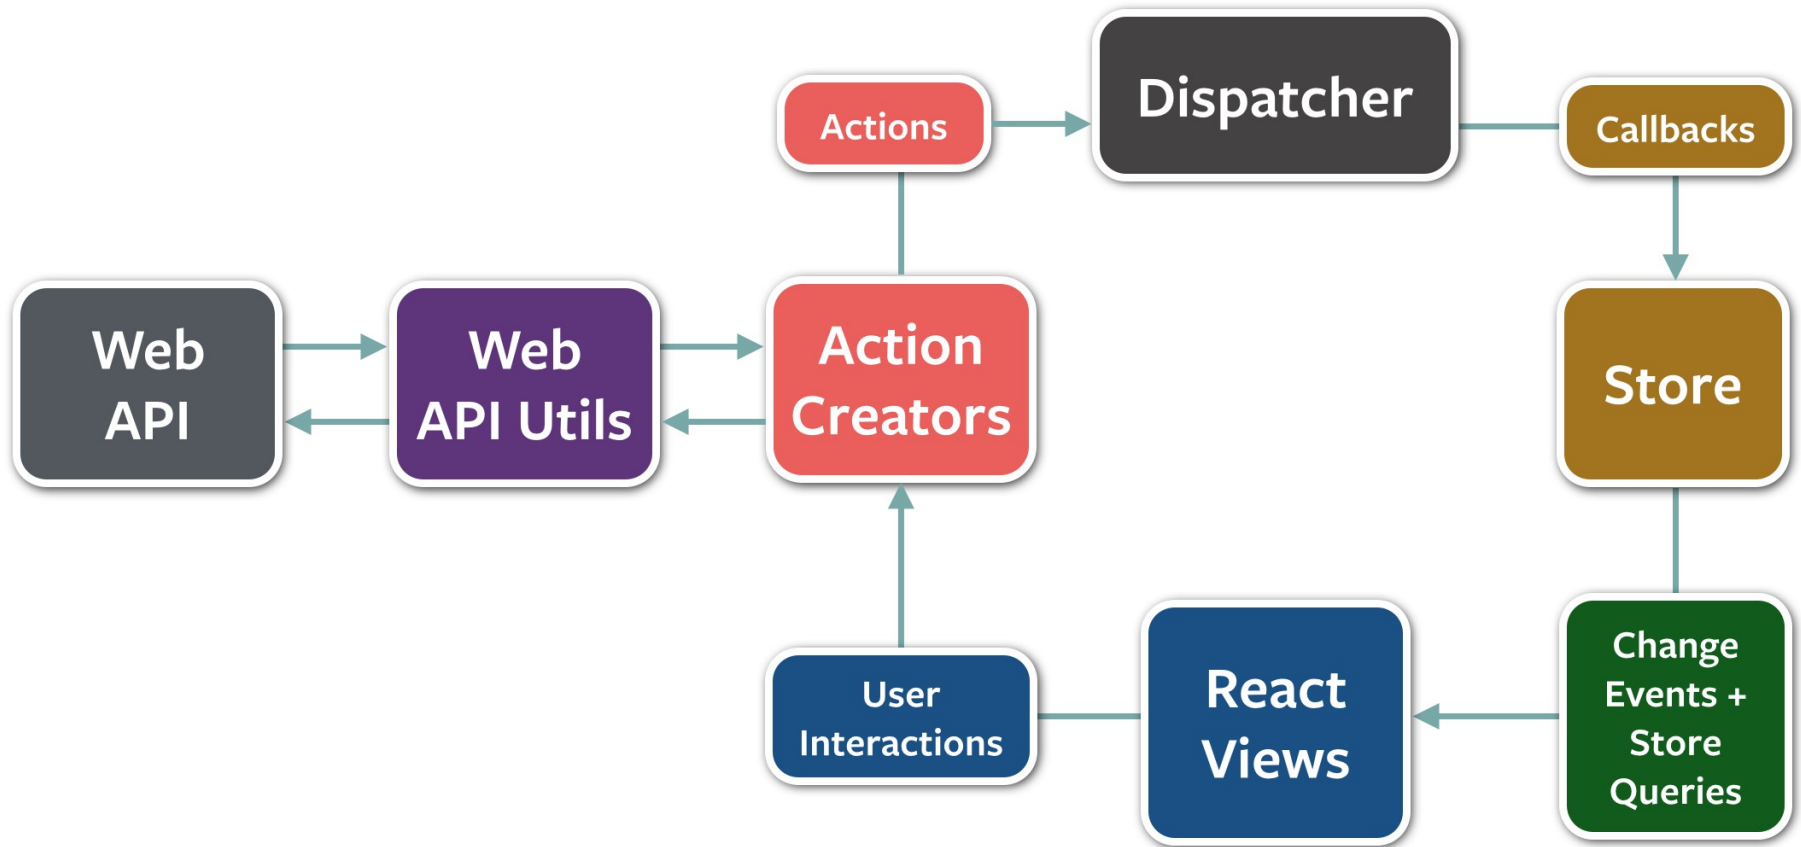 Actions
Dispatcher
Callbacks
Web
API
Web
API Utils
Action
Creators
Store
User
Interactions
React
Views
Change
Events +
Store
Queries